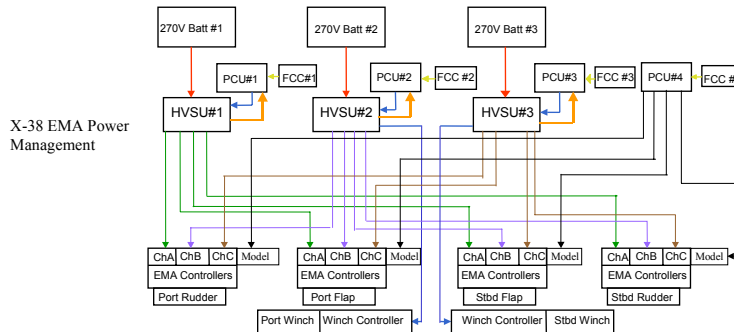 270V Batt #1
270V Batt #2
270V Batt #3
PCU#1
FCC#1
PCU#2
FCC #2
PCU#3
FCC #3
PCU#4
FCC #
HVSU#1
HVSU#2
HVSU#3
X-38 EMA Power
Management
ChA ChB ChC Model
ChA ChB ChC Model
ChA ChB ChC Model
ChA ChB ChC Model
EMA Controllers
EMA Controllers
EMA Controllers
EMA Controllers
Port Rudder
Port Flap
Stbd Flap
Stbd Rudder
Port Winch Winch Controller
Winch Controller Stbd Winch